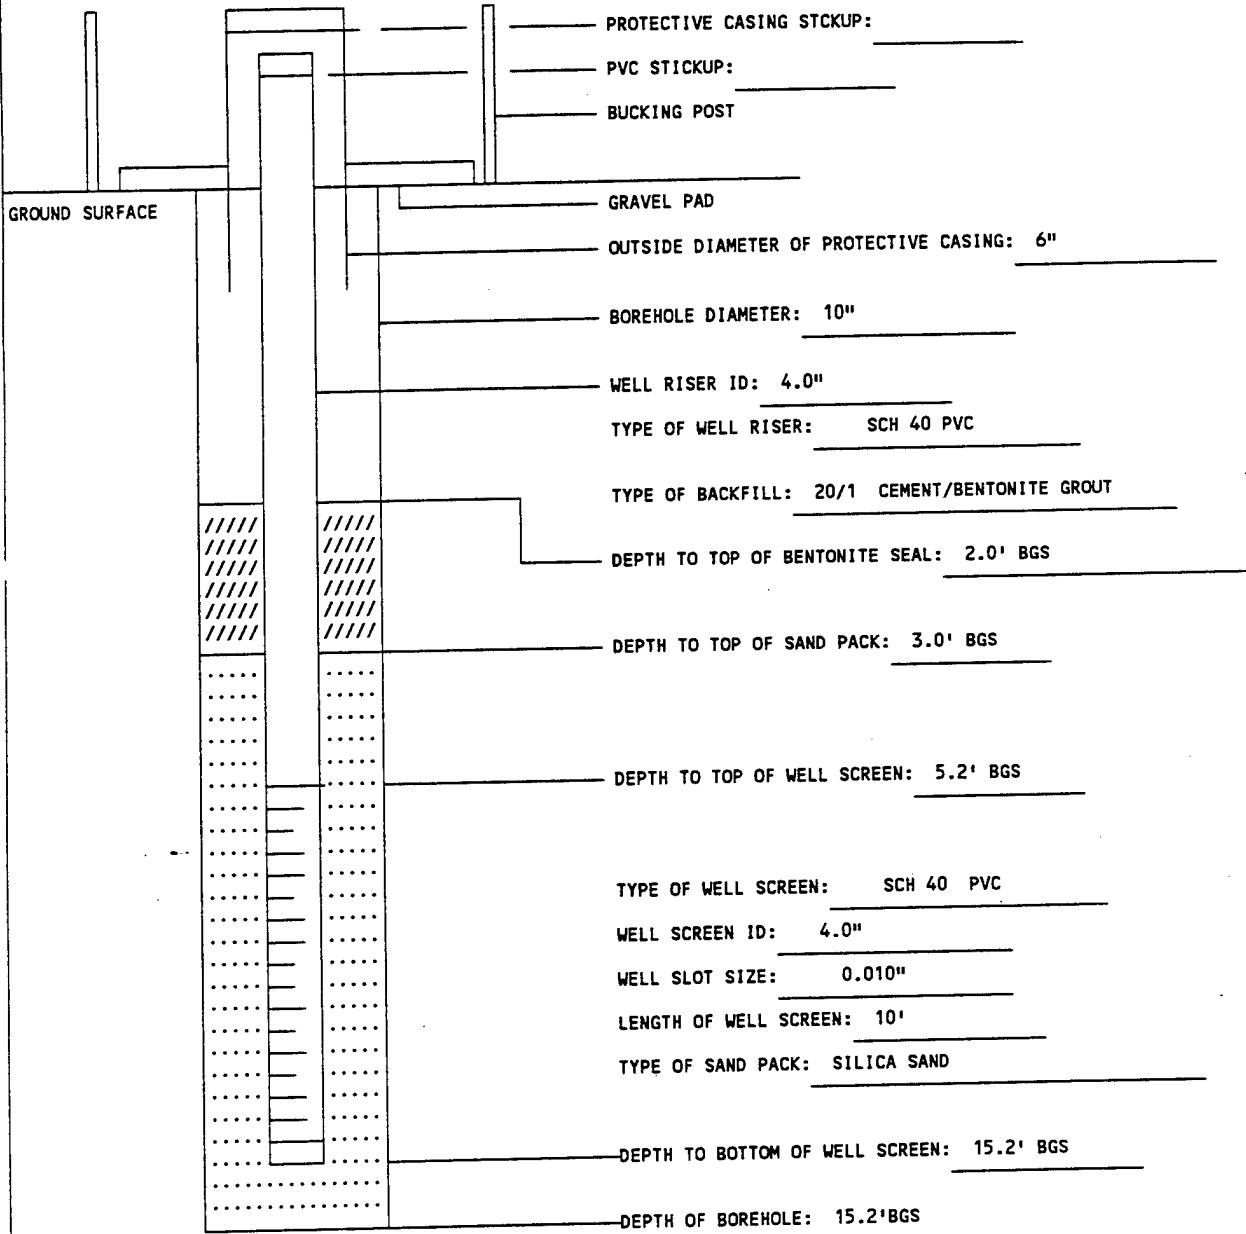 PROTECTIVE CASING STCKUP:
PVC STICKUP:
BUCKING POST
GROUND SURFACE
GRAVEL PAD
OUTSIDE DIAMETER OF PROTECTIVE CASING: 6"
BOREHOLE DIAMETER: 10"
WELL RISER ID: 4.0"
TYPE OF WELL RISER: SCH 40 PVC
TYPE OF BACKFILL: 20/1 CEMENT/BENTONITE GROUT
DEPTH TO TOP OF BENTONITE SEAL: 2.0' BGS
DEPTH TO TOP OF SAND PACK: 3.0' BGS
DEPTH TO TOP OF WELL SCREEN: 5.2' BGS
TYPE OF WELL SCREEN: SCH 40 PVC
WELL SCREEN ID: 4.0"
WELL SLOT SIZE: 0.010"
LENGTH OF WELL SCREEN: 10'
TYPE OF SAND PACK: SILICA SAND
DEPTH TO BOTTOM OF WELL SCREEN: 15.2' BGS
DEPTH OF BOREHOLE: 15.2'BGS